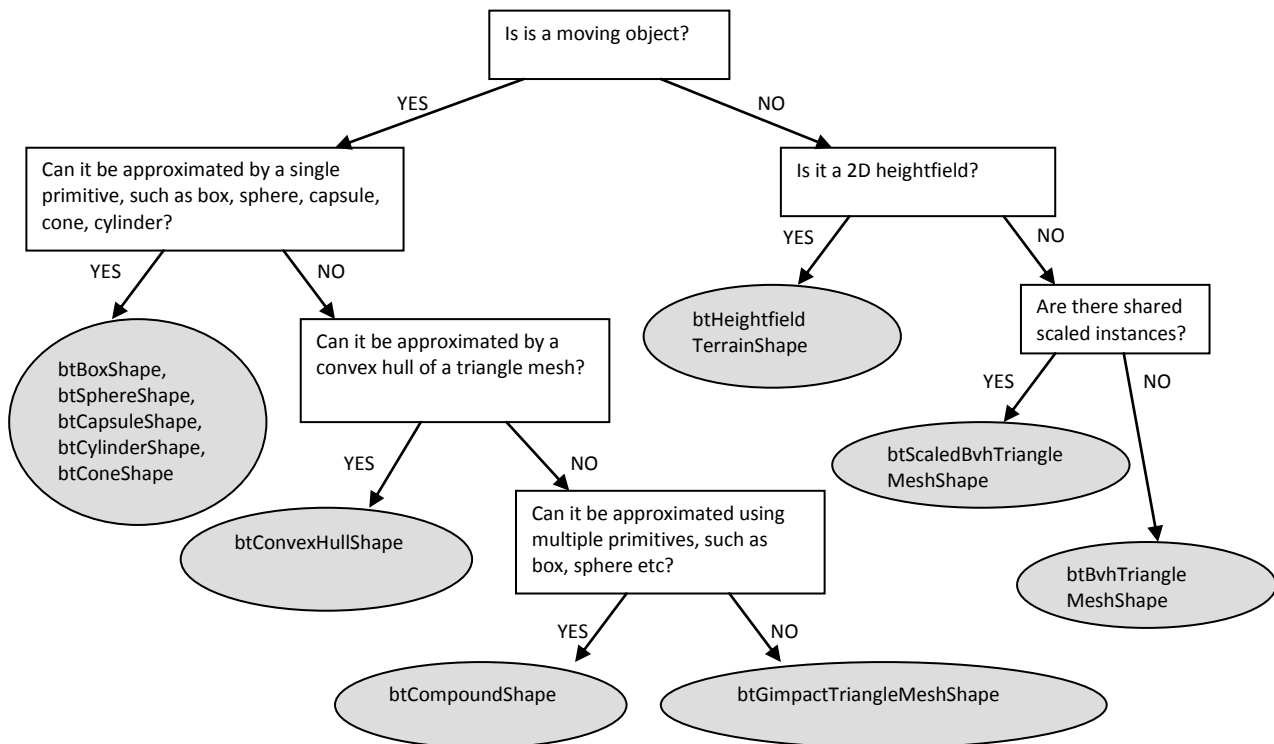 Is is a moving object?
YES
NO
Can it be approximated by a single
primitive, such as box, sphere, capsule,
cone, cylinder?
Is it a 2D heightfield?
YES
NO
YES
NO
btBoxShape,
btSphereShape,
btCapsuleShape,
btCylinderShape,
btConeShape
Can it be approximated by a
convex hull of a triangle mesh?
btHeightfield
TerrainShape
Are there shared
scaled instances?
YES
NO
YES
NO
btConvexHullShape
Can it be approximated using
multiple primitives, such as
box, sphere etc?
btScaledBvhTriangle
MeshShape
btBvhTriangle
MeshShape
YES
NO
btCompoundShape
btGimpactTriangleMeshShape